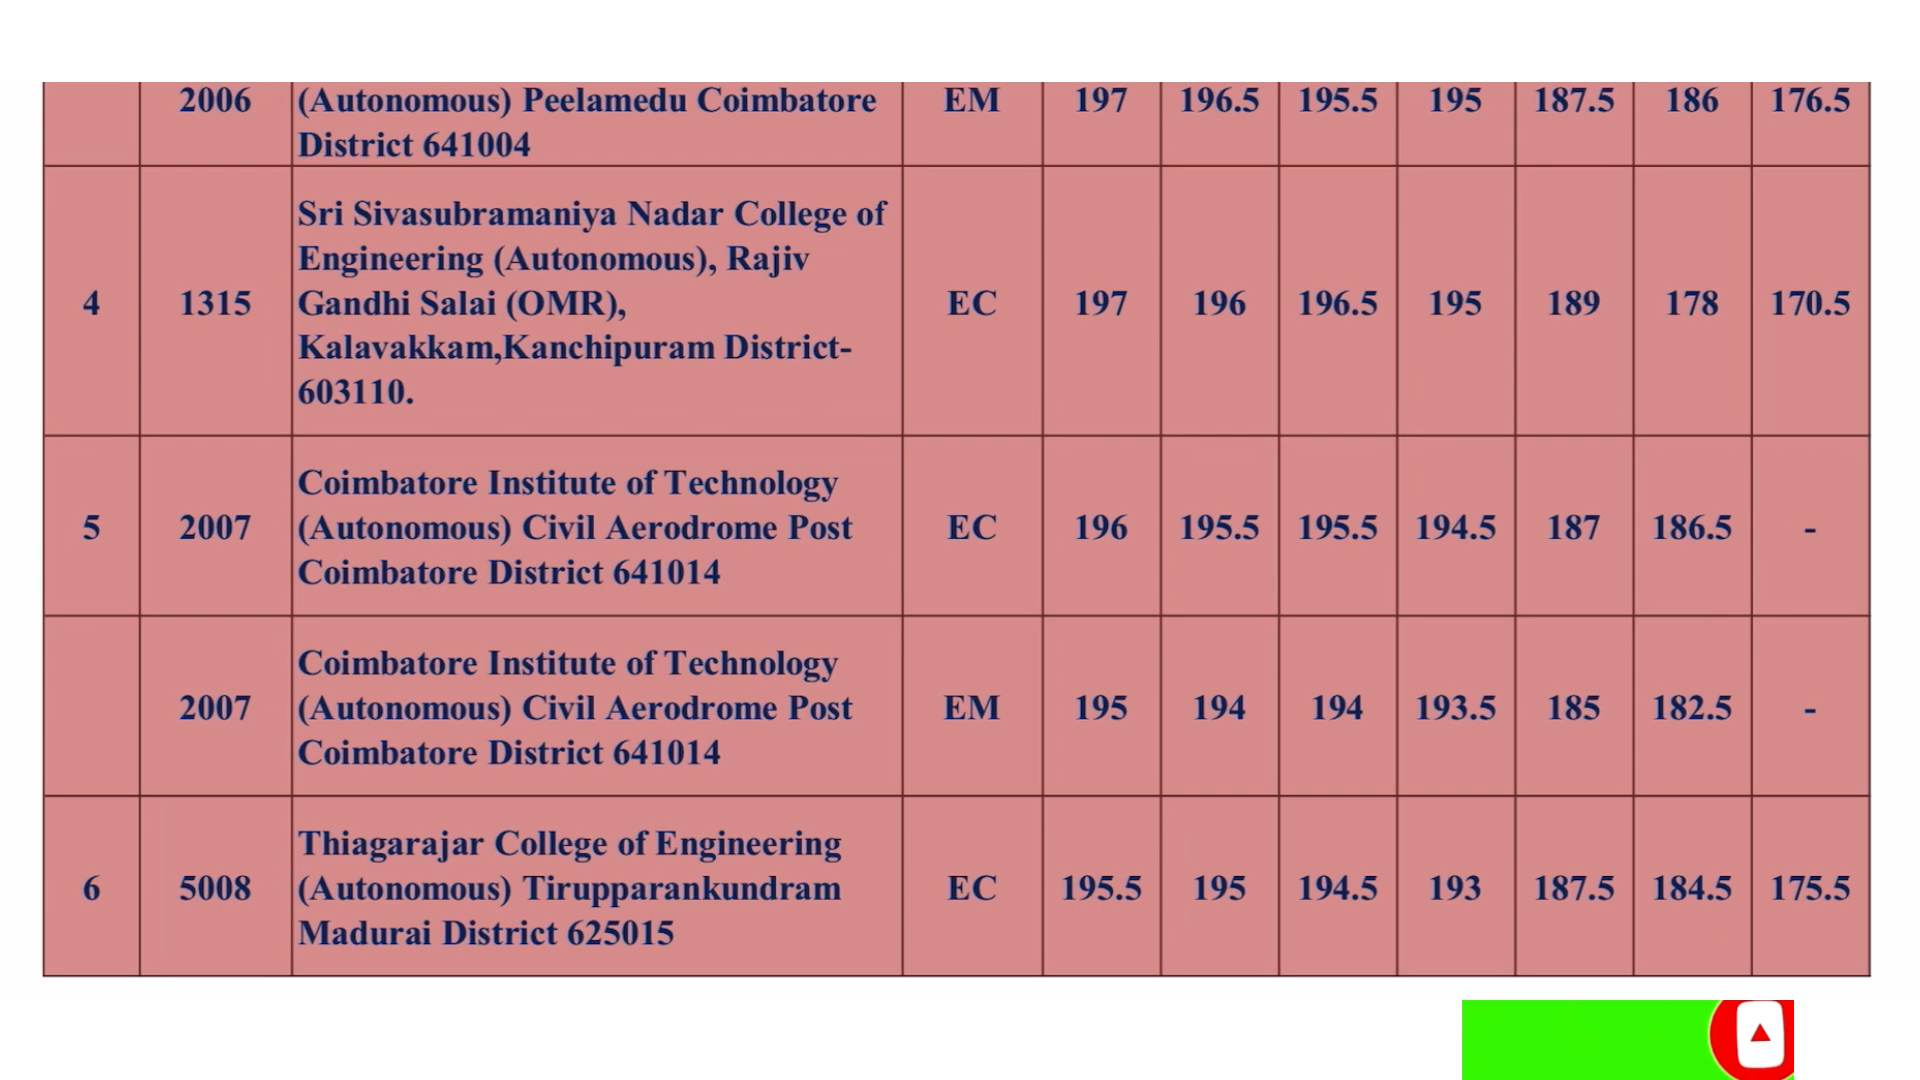 2006 (Autonomous) Peelamedu Coimbatore EM 197 196.5 195.5 195 187.5 186 176.5
District 641004
Sri Sivasubramaniya Nadar College of
Engineering (Autonomous), Rajiv
4 1315 Gandhi Salai (OMR), EC 197 196 196.5 195 189 178 170.5
Kalavakkam,Kanchipuram District-
603110.
Coimbatore Institute of Technology
5 2007 (Autonomous) Civil Aerodrome Post EC 196 195.5 195.5 194.5 187 186.5 -
Coimbatore District 641014
Coimbatore Institute of Technology
2007 (Autonomous) Civil Aerodrome Post EM 195 194 194 193.5 185 182.5 -
Coimbatore District 641014
Thiagarajar College of Engineering
6 5008 (Autonomous) Tirupparankundram EC 195.5 195 194.5 193 187.5 184.5 175.5
Madurai District 625015